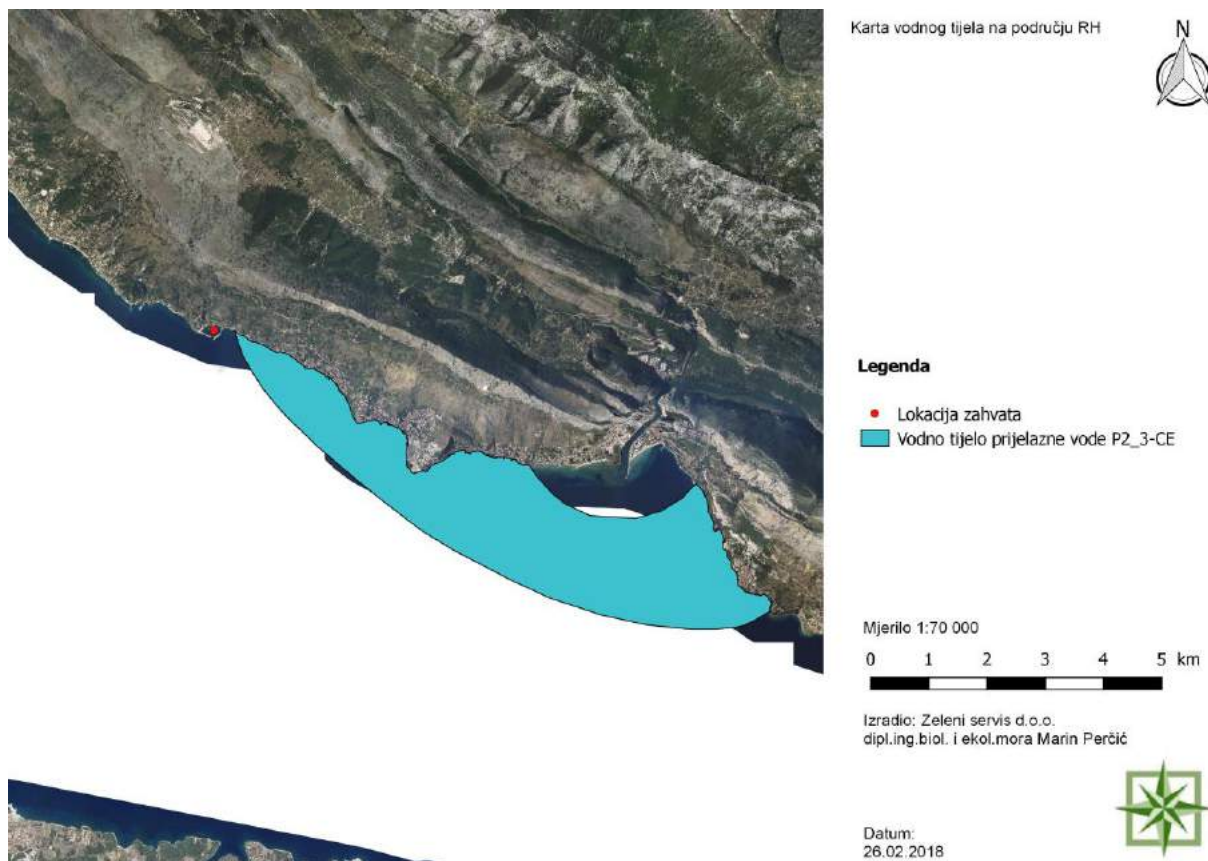 Karta vodnog tijela na području RH
N
Legenda
Lokacija zahvata
Vodno tijelo prijelazne vode P2_3-CE
Mjerilo 1:70 000
0 1 2 3 4 5 km
Izradio: Zeleni servis d.o.o.
dipl.ing.biol. i ekol.mora Marin Perčić
Datum:
26.02.2018